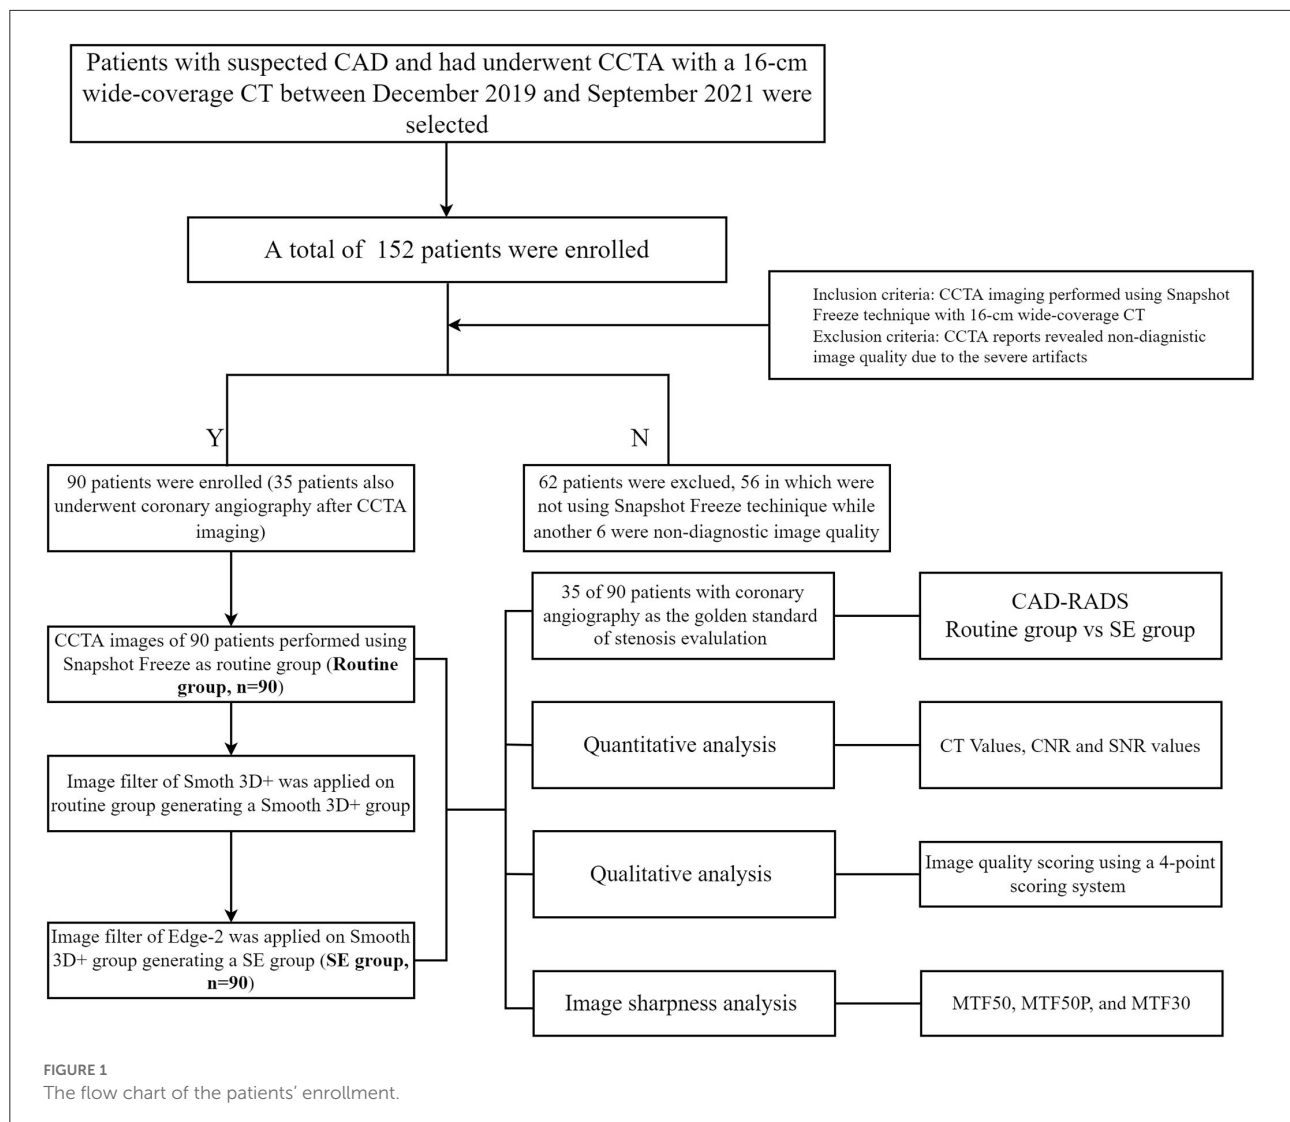 Patients with suspected CAD and had underwent CCTA with a 16-cm
wide-coverage CT between December 2019 and September 2021 were
selected
A total of 152 patients were enrolled
Inclusion criteria: CCTA imaging performed using Snapshot
Freeze technique with 16-cm wide-coverage CT
Exclusion criteria: CCTA reports revealed non-diagnistic
image quality due to the severe artifacts
Y
N
90 patients were enrolled (35 patients also
underwent coronary angiography after CCTA
imaging)
62 patients were exclued, 56 in which were
not using Snapshot Freeze techinique while
another 6 were non-diagnostic image quality
CCTA images of 90 patients performed using
Snapshot Freeze as routine group (Routine
group, n=90)
Image filter of Smoth 3D+ was applied on
routine group generating a Smooth 3D+ group
Image filter of Edge-2 was applied on Smooth
3D+ group generating a SE group (SE group,
n=90)
35 of 90 patients with coronary
angiography as the golden standard
of stenosis evalulation
CAD-RADS
Routine group vs SE group
Quantitative analysis
CT Values, CNR and SNR values
Qualitative analysis
Image quality scoring using a 4-point
scoring system
Image sharpness analysis
MTF50, MTF50P, and MTF30
FIGURE 1
The flow chart of the patients' enrollment.